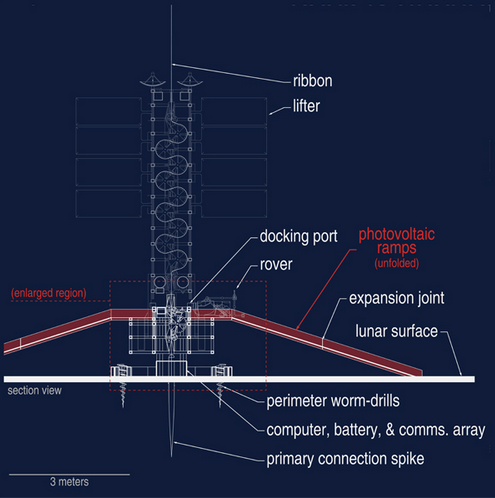 ribbon
lifter
docking port
photovoltaic
ramps
(unfolded)
rover
(enlarged region)
expansion joint
lunar surface
section view
perimeter worm-drills
computer, battery, & comms. array
primary connection spike
3 meters